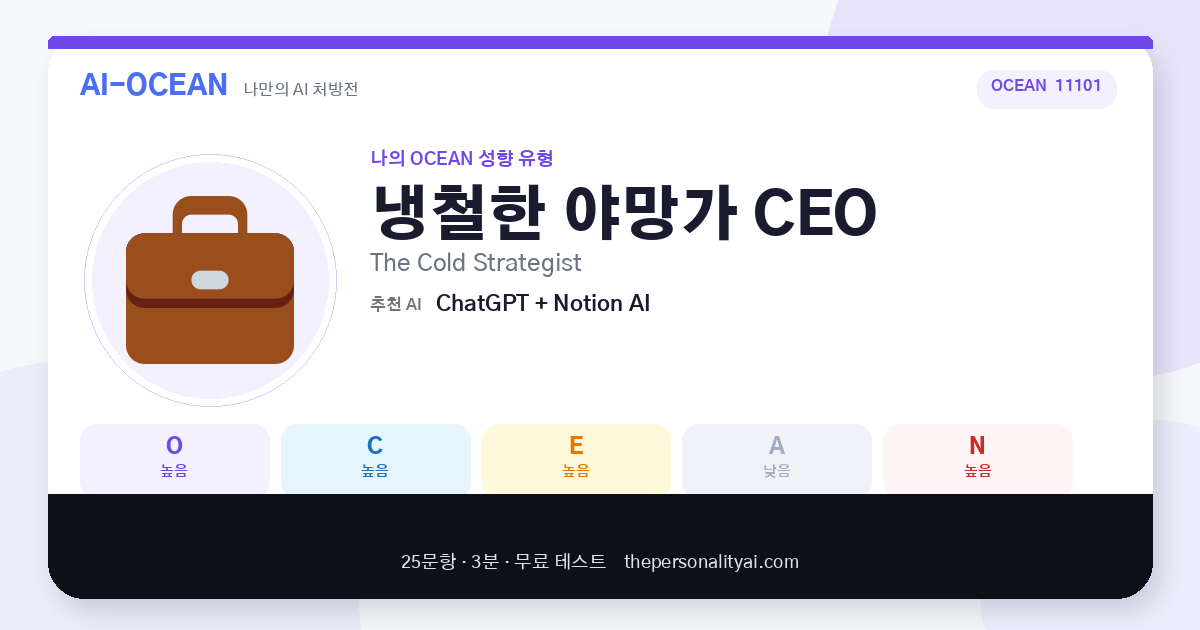 AI-OCEAN 나만의 AI 처방전
OCEAN 11101
나의 OCEAN 성향 유형
냉철한 야망가 CEO
The Cold Strategist
추천 AI ChatGPT + Notion AI
O C E A N
높음 높음 높음 낮음 높음
25문항 · 3분 · 무료 테스트 thepersonalityai.com